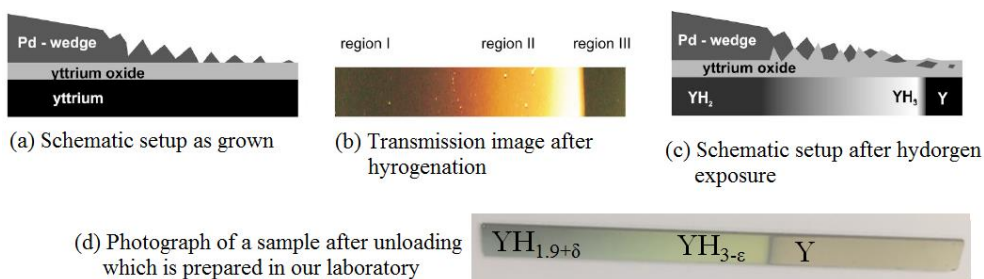 Pd - wedge
yttrium oxide
yttrium
(a) Schematic setup as grown
region I region II region III
(b) Transmission image after
hyrogenation
Pd - wedge
yttrium oxide
YH₂ YH₃ Y
(c) Schematic setup after hydorgen
exposure
(d) Photograph of a sample after unloading
which is prepared in our laboratory
YH1.9+δ YH3-ε Y